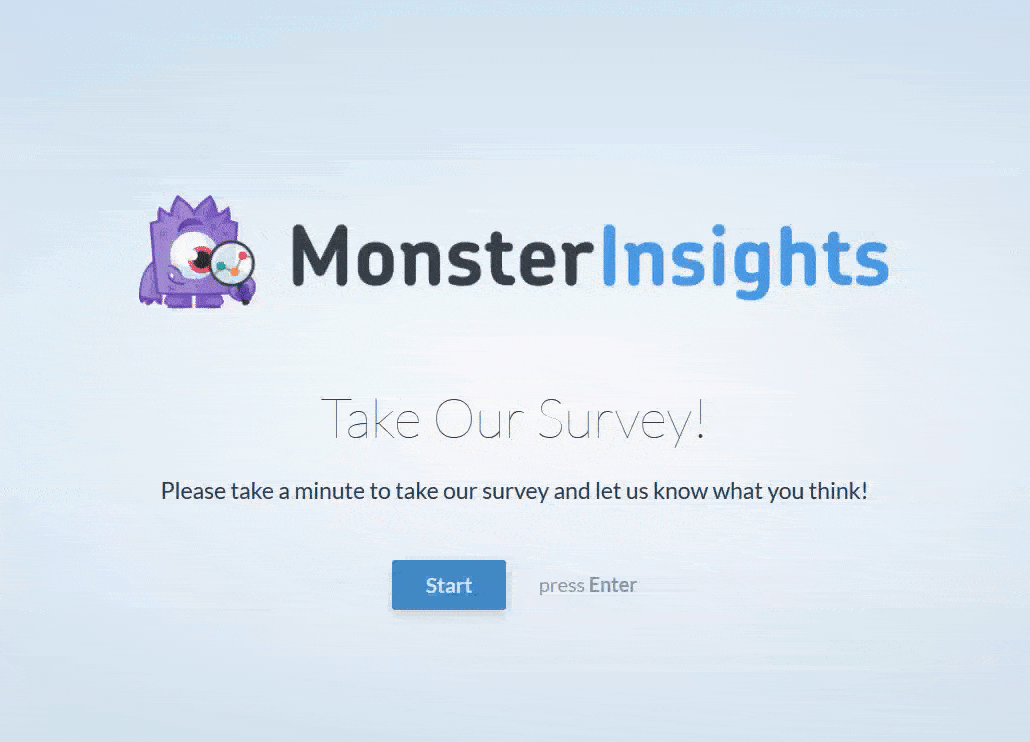 MonsterInsights
Take Our Survey!
Please take a minute to take our survey and let us know what you think!
Start press Enter